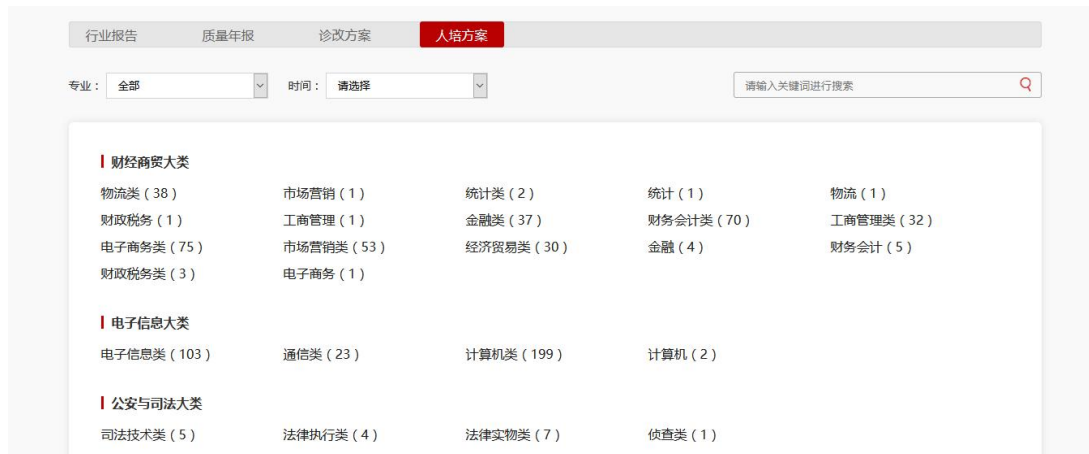 行业报告 质量年报 诊改方案 人培方案
专业： 全部 时间： 请选择 请输入关键词进行搜索
财经商贸大类
物流类（38） 市场营销（1） 统计类（2） 统计（1） 物流（1）
财政税务（1） 工商管理（1） 金融类（37） 财务会计类（70） 工商管理类（32）
电子商务类（75） 市场营销类（53） 经济贸易类（30） 金融（4） 财务会计（5）
财政税务类（3） 电子商务（1）
电子信息大类
电子信息类（103） 通信类（23） 计算机类（199） 计算机（2）
公安与司法大类
司法技术类（5） 法律执行类（4） 法律实物类（7） 侦查类（1）